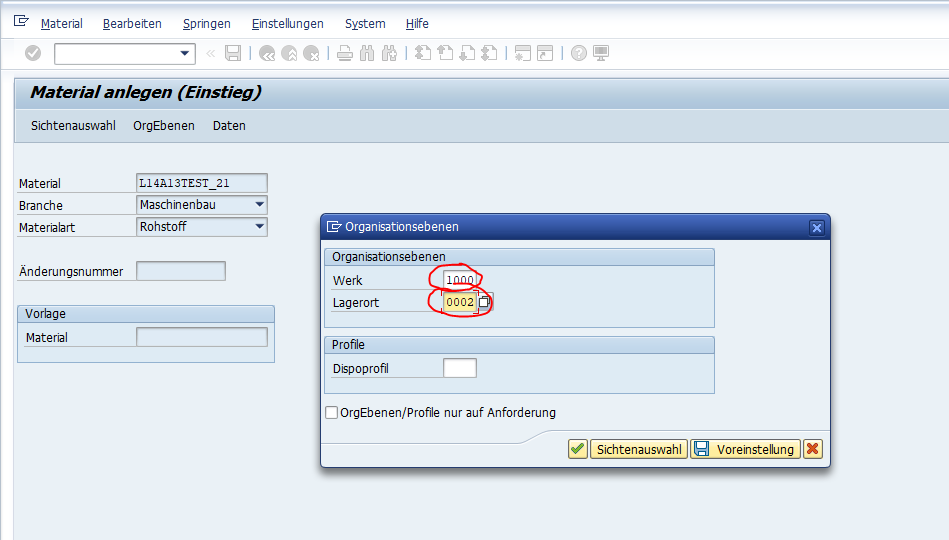 Material Bearbeiten Springen Einstellungen System Hilfe
Material anlegen (Einstieg)
Sichtenauswahl OrgEbenen Daten
Material L14A13TEST_21
Branche Maschinenbau
Materialart Rohstoff
Änderungsnummer
Vorlage
Material
Organisationsebenen
Organisationsebenen
Werk 1000
Lagerort 0002
Profile
Dispoprofil
OrgEbenen/Profile nur auf Anforderung
Sichtenauswahl Voreinstellung